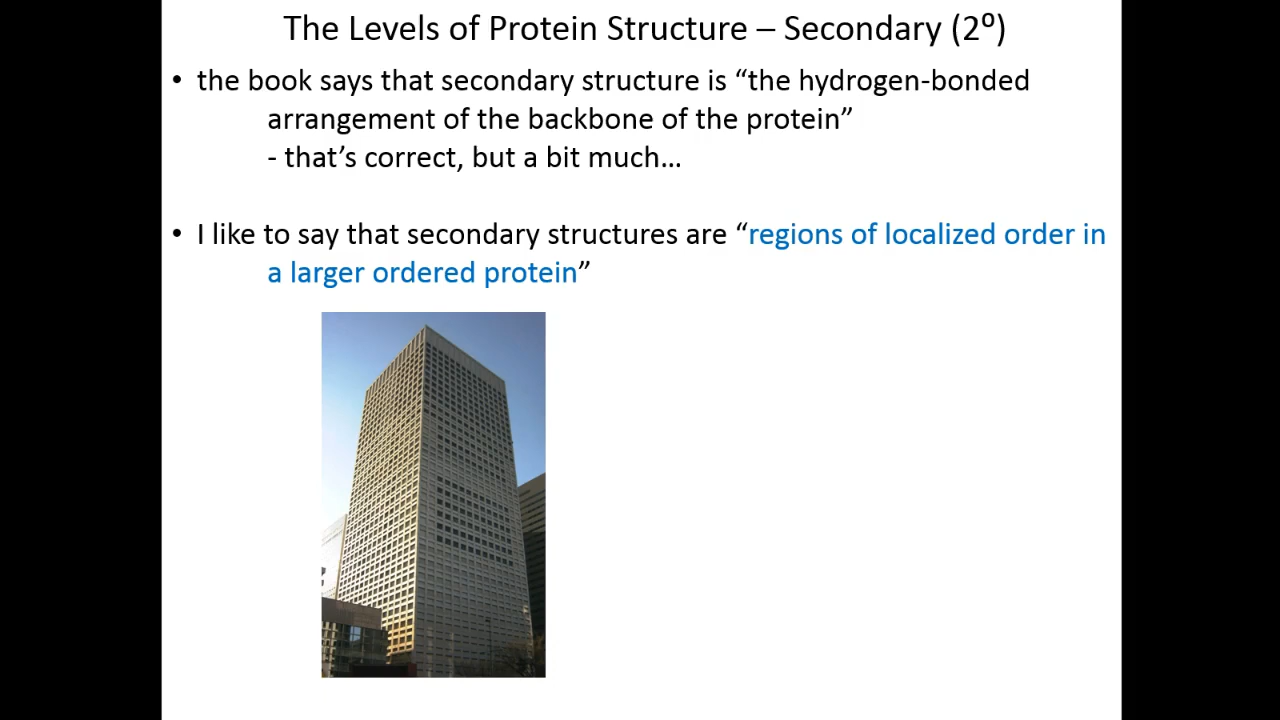 The Levels of Protein Structure – Secondary (2⁰)
• the book says that secondary structure is “the hydrogen-bonded
arrangement of the backbone of the protein”
- that’s correct, but a bit much…
• I like to say that secondary structures are “regions of localized order in
a larger ordered protein”